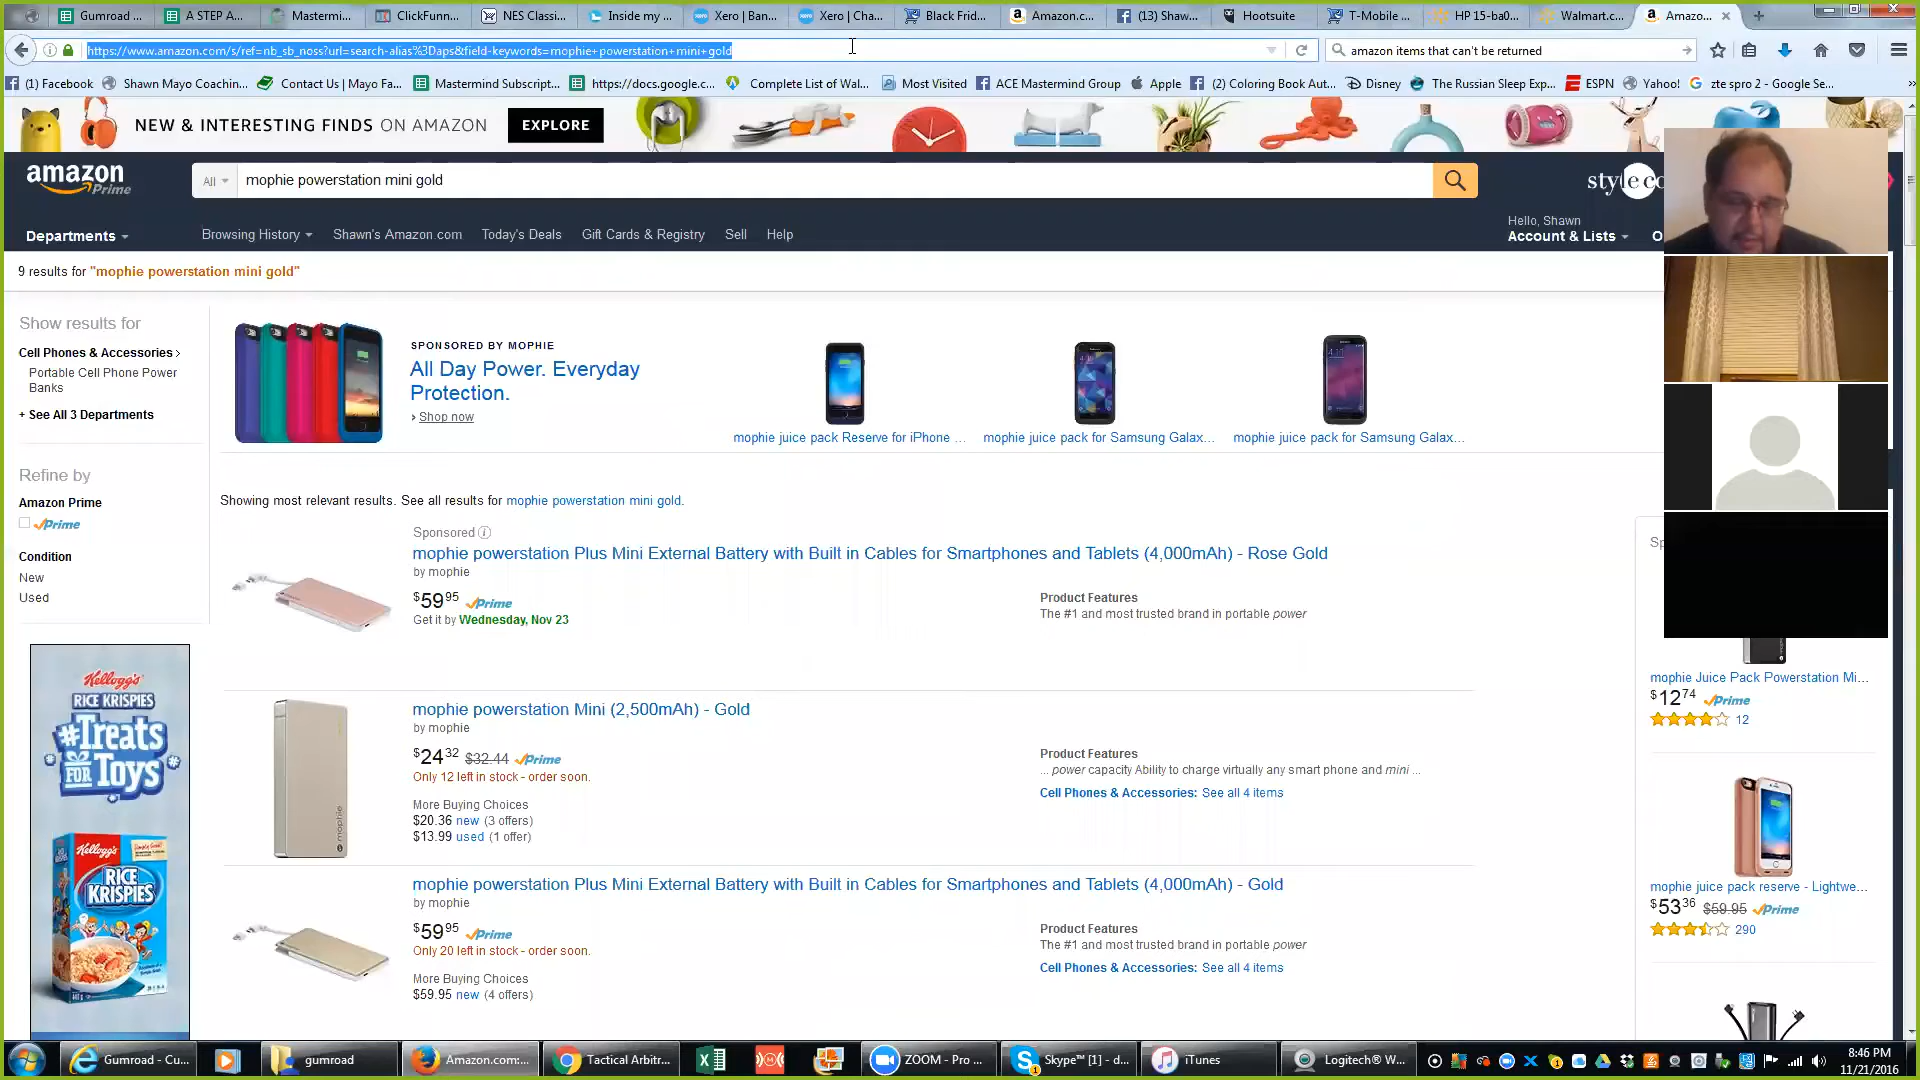 Gumroad ...
A STEP A...
Mastermi...
ClickFunn...
NES Classi...
Inside my ...
Xero | Ban...
Xero | Cha...
Black Frid...
Amazon.c...
(13) Shaw...
Hootsuite
T-Mobile ...
HP 15-ba0...
Walmart.c...
Amazo...
https://www.amazon.com/s/ref=nb_sb_noss?url=search-alias%3Daps&field-keywords=mophie+powerstation+mini+gold
amazon items that can't be returned
(1) Facebook
Shawn Mayo Coachin...
Contact Us | Mayo Fa...
Mastermind Subscript...
https://docs.google.c...
Complete List of Wal...
Most Visited
ACE Mastermind Group
Apple
(2) Coloring Book Aut...
Disney
The Russian Sleep Exp...
ESPN
Yahoo!
zte spro 2 - Google Se...
NEW & INTERESTING FINDS ON AMAZON
EXPLORE
amazon Prime
All
mophie powerstation mini gold
style co
Departments
Browsing History
Shawn's Amazon.com
Today's Deals
Gift Cards & Registry
Sell
Help
Hello, Shawn
Account & Lists
O
9 results for "mophie powerstation mini gold"
Show results for
Cell Phones & Accessories
Portable Cell Phone Power
Banks
+ See All 3 Departments
Refine by
Amazon Prime
Prime
Condition
New
Used
SPONSORED BY MOPHIE
All Day Power. Everyday
Protection.
Shop now
mophie juice pack Reserve for iPhone ...
mophie juice pack for Samsung Galax...
mophie juice pack for Samsung Galax...
Showing most relevant results. See all results for mophie powerstation mini gold.
Sponsored
mophie powerstation Plus Mini External Battery with Built in Cables for Smartphones and Tablets (4,000mAh) - Rose Gold
by mophie
$59 95 Prime
Get it by Wednesday, Nov 23
Product Features
The #1 and most trusted brand in portable power
mophie powerstation Mini (2,500mAh) - Gold
by mophie
$24 32 $32.44 Prime
Only 12 left in stock - order soon.
More Buying Choices
$20.36 new (3 offers)
$13.99 used (1 offer)
Product Features
... power capacity Ability to charge virtually any smart phone and mini ...
Cell Phones & Accessories: See all 4 items
mophie
mophie powerstation Plus Mini External Battery with Built in Cables for Smartphones and Tablets (4,000mAh) - Gold
by mophie
$59 95 Prime
Only 20 left in stock - order soon.
More Buying Choices
$59.95 new (4 offers)
Product Features
The #1 and most trusted brand in portable power
Cell Phones & Accessories: See all 4 items
Sp
mophie Juice Pack Powerstation Mi...
$12 74 Prime
12
mophie juice pack reserve - Lightwe...
$53 36 $59.95 Prime
290
Kellogg's
RICE KRISPIES
#Treats
FOR Toys
Kellogg's
RICE
KRISPIES
Gumroad - Cu...
gumroad
Amazon.com:...
Tactical Arbitr...
ZOOM - Pro ...
Skype™ [1] - d...
iTunes
Logitech® W...
8:46 PM
11/21/2016